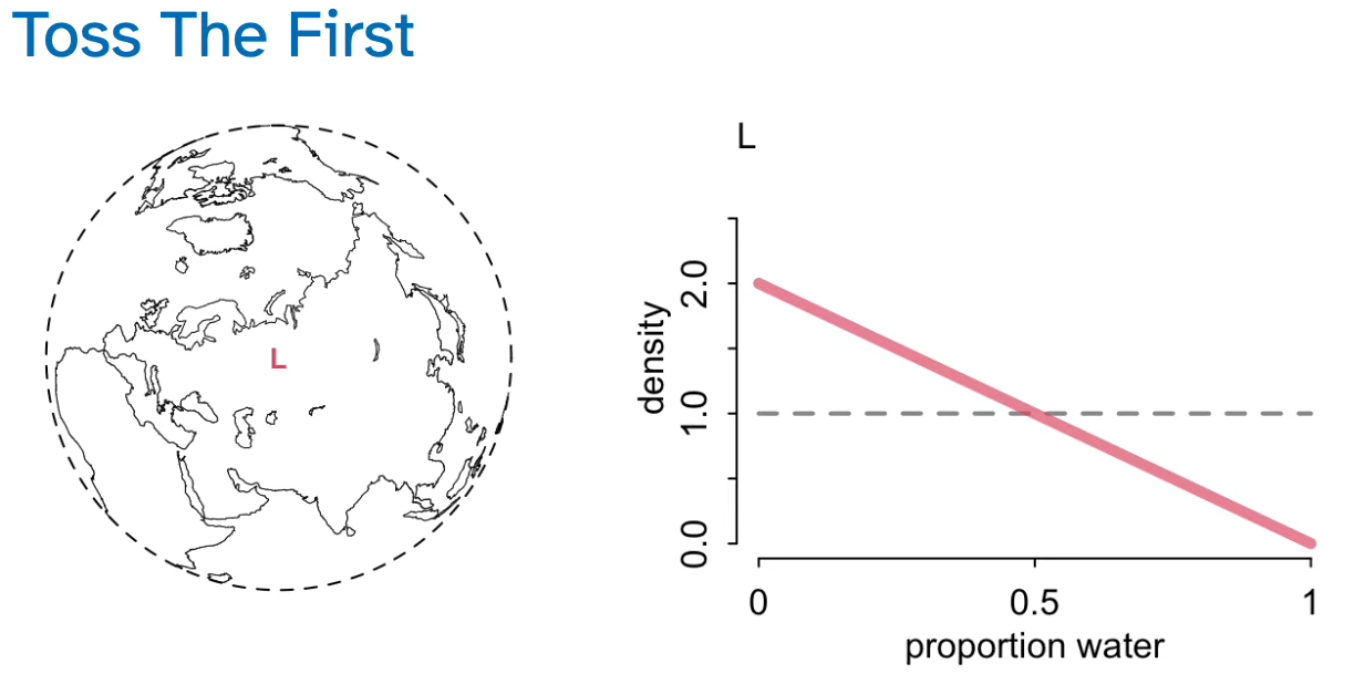 Toss The First
L
L
density
2.0
1.0
0.0
0 0.5 1
proportion water